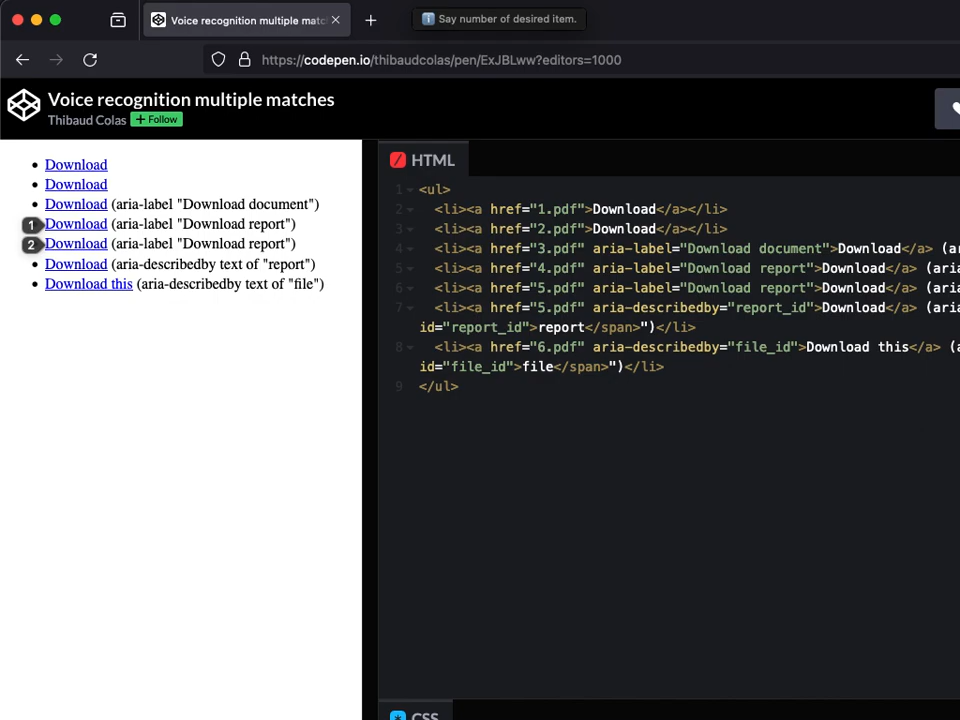 Voice recognition multiple matc
Say number of desired item.
https://codepen.io/thibaudcolas/pen/ExJBLww?editors=1000
Voice recognition multiple matches
Thibaud Colas + Follow
Download
Download
Download (aria-label "Download document")
1 Download (aria-label "Download report")
2 Download (aria-label "Download report")
Download (aria-describedby text of "report")
Download this (aria-describedby text of "file")
HTML
1 <ul>
2 <li><a href="1.pdf">Download</a></li>
3 <li><a href="2.pdf">Download</a></li>
4 <li><a href="3.pdf" aria-label="Download document">Download</a> (ar
5 <li><a href="4.pdf" aria-label="Download report">Download</a> (aria
6 <li><a href="5.pdf" aria-label="Download report">Download</a> (aria
7 <li><a href="5.pdf" aria-describedby="report_id">Download</a> (aria
id="report_id">report</span>")</li>
8 <li><a href="6.pdf" aria-describedby="file_id">Download this</a> (a
id="file_id">file</span>")</li>
9 </ul>
CSS